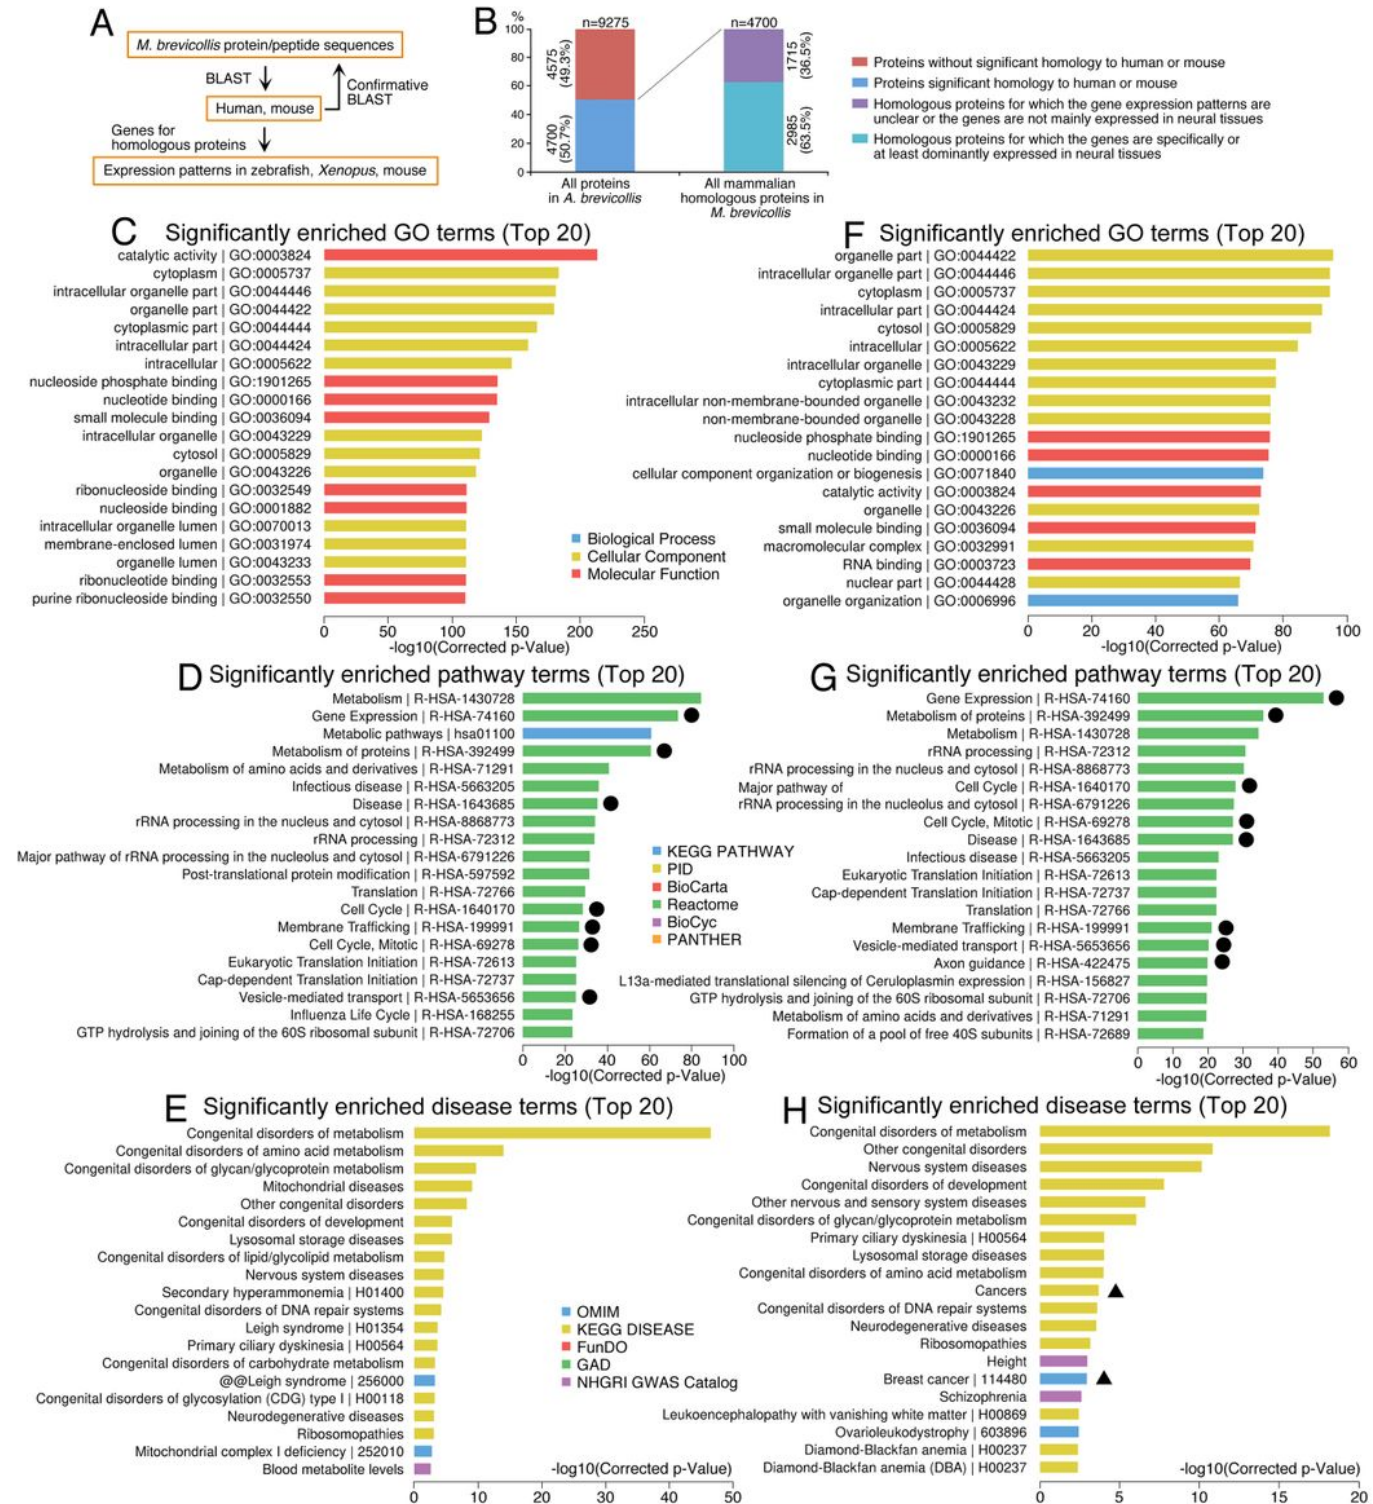 A
M. brevicollis protein/peptide sequences
BLAST
Confirmative
BLAST
Human, mouse
Genes for
homologous proteins
Expression patterns in zebrafish, Xenopus, mouse
B
%
n=9275
n=4700
100
80
60
40
20
0
4575
(49.3%)
4700
(50.7%)
100
80
60
40
20
0
1715
(36.5%)
2985
(63.5%)
All proteins
in A. brevicollis
All mammalian
homologous proteins in
M. brevicollis
Proteins without significant homology to human or mouse
Proteins significant homology to human or mouse
Homologous proteins for which the gene expression patterns are
unclear or the genes are not mainly expressed in neural tissues
Homologous proteins for which the genes are specifically or
at least dominantly expressed in neural tissues
C
Significantly enriched GO terms (Top 20)
catalytic activity | GO:0003824
cytoplasm | GO:0005737
intracellular organelle part | GO:0044446
organelle part | GO:0044422
cytoplasmic part | GO:0044444
intracellular part | GO:0044424
intracellular | GO:0005622
nucleoside phosphate binding | GO:1901265
nucleotide binding | GO:0000166
small molecule binding | GO:0036094
intracellular organelle | GO:0043229
cytosol | GO:0005829
organelle | GO:0043226
ribonucleoside binding | GO:0032549
nucleoside binding | GO:0001882
intracellular organelle lumen | GO:0070013
membrane-enclosed lumen | GO:0031974
organelle lumen | GO:0043233
ribonucleotide binding | GO:0032553
purine ribonucleoside binding | GO:0032550
0 50 100 150 200 250
-log10(Corrected p-Value)
Biological Process
Cellular Component
Molecular Function
F
Significantly enriched GO terms (Top 20)
organelle part | GO:0044422
intracellular organelle part | GO:0044446
cytoplasm | GO:0005737
intracellular part | GO:0044424
cytosol | GO:0005829
intracellular | GO:0005622
intracellular organelle | GO:0043229
cytoplasmic part | GO:0044444
intracellular non-membrane-bounded organelle | GO:0043232
non-membrane-bounded organelle | GO:0043228
nucleoside phosphate binding | GO:1901265
nucleotide binding | GO:0000166
cellular component organization or biogenesis | GO:0071840
catalytic activity | GO:0003824
organelle | GO:0043226
small molecule binding | GO:0036094
macromolecular complex | GO:0032991
RNA binding | GO:0003723
nuclear part | GO:0044428
organelle organization | GO:0006996
0 20 40 60 80 100
-log10(Corrected p-Value)
D
Significantly enriched pathway terms (Top 20)
Metabolism | R-HSA-1430728
Gene Expression | R-HSA-74160
Metabolic pathways | hsa01100
Metabolism of proteins | R-HSA-392499
Metabolism of amino acids and derivatives | R-HSA-71291
Infectious disease | R-HSA-5663205
Disease | R-HSA-1643685
rRNA processing in the nucleus and cytosol | R-HSA-8868773
rRNA processing | R-HSA-72312
Major pathway of rRNA processing in the nucleolus and cytosol | R-HSA-6791226
Post-translational protein modification | R-HSA-597592
Translation | R-HSA-72766
Cell Cycle | R-HSA-1640170
Membrane Trafficking | R-HSA-199991
Cell Cycle, Mitotic | R-HSA-69278
Eukaryotic Translation Initiation | R-HSA-72613
Cap-dependent Translation Initiation | R-HSA-72737
Vesicle-mediated transport | R-HSA-5653656
Influenza Life Cycle | R-HSA-168255
GTP hydrolysis and joining of the 60S ribosomal subunit | R-HSA-72706
0 20 40 60 80 100
-log10(Corrected p-Value)
KEGG PATHWAY
PID
BioCarta
Reactome
BioCyc
PANTHER
G
Significantly enriched pathway terms (Top 20)
Gene Expression | R-HSA-74160
Metabolism of proteins | R-HSA-392499
Metabolism | R-HSA-1430728
rRNA processing | R-HSA-72312
rRNA processing in the nucleus and cytosol | R-HSA-8868773
Major pathway of Cell Cycle | R-HSA-1640170
rRNA processing in the nucleolus and cytosol | R-HSA-6791226
Cell Cycle, Mitotic | R-HSA-69278
Disease | R-HSA-1643685
Infectious disease | R-HSA-5663205
Eukaryotic Translation Initiation | R-HSA-72613
Cap-dependent Translation Initiation | R-HSA-72737
Translation | R-HSA-72766
Membrane Trafficking | R-HSA-199991
Vesicle-mediated transport | R-HSA-5653656
Axon guidance | R-HSA-422475
L13a-mediated translational silencing of Ceruloplasmin expression | R-HSA-156827
GTP hydrolysis and joining of the 60S ribosomal subunit | R-HSA-72706
Metabolism of amino acids and derivatives | R-HSA-71291
Formation of a pool of free 40S subunits | R-HSA-72689
0 10 20 30 40 50 60
-log10(Corrected p-Value)
E
Significantly enriched disease terms (Top 20)
Congenital disorders of metabolism
Congenital disorders of amino acid metabolism
Congenital disorders of glycan/glycoprotein metabolism
Mitochondrial diseases
Other congenital disorders
Congenital disorders of development
Lysosomal storage diseases
Congenital disorders of lipid/glycolipid metabolism
Nervous system diseases
Secondary hyperammonemia | H01400
Congenital disorders of DNA repair systems
Leigh syndrome | H01354
Primary ciliary dyskinesia | H00564
Congenital disorders of carbohydrate metabolism
@@Leigh syndrome | 256000
Congenital disorders of glycosylation (CDG) type I | H00118
Neurodegenerative diseases
Ribosomopathies
Mitochondrial complex I deficiency | 252010
Blood metabolite levels
-log10(Corrected p-Value)
0 10 20 30 40 50
OMIM
KEGG DISEASE
FunDO
GAD
NHGRI GWAS Catalog
H
Significantly enriched disease terms (Top 20)
Congenital disorders of metabolism
Other congenital disorders
Nervous system diseases
Congenital disorders of development
Other nervous and sensory system diseases
Congenital disorders of glycan/glycoprotein metabolism
Primary ciliary dyskinesia | H00564
Lysosomal storage diseases
Congenital disorders of amino acid metabolism
Cancers
Congenital disorders of DNA repair systems
Neurodegenerative diseases
Ribosomopathies
Height
Breast cancer | 114480
Schizophrenia
Leukoencephalopathy with vanishing white matter | H00869
Ovarioleukodystrophy | 603896
Diamond-Blackfan anemia | H00237
Diamond-Blackfan anemia (DBA) | H00237
-log10(Corrected p-Value)
0 5 10 15 20